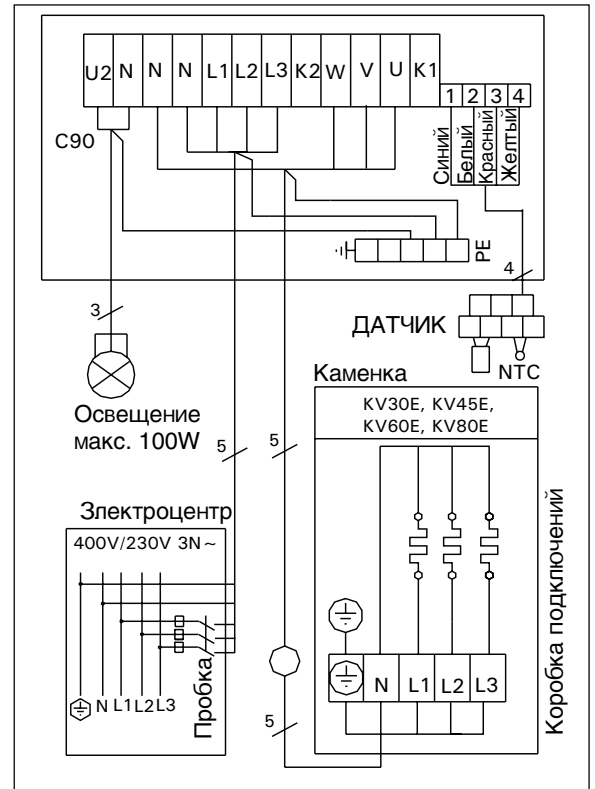 U2 N N N L1 L2 L3 K2 W V U K1
1 2 3 4
C90
Синий
Белый
Красный
Желтый
PE
4
3
ДАТЧИК
NTC
Каменка
KV30E, KV45E,
KV60E, KV80E
Освещение
макс. 100W
5
5
Злектроцентр
400V/230V 3N~
Коробка подключений
Пробка
N L1 L2 L3
N L1 L2 L3
5